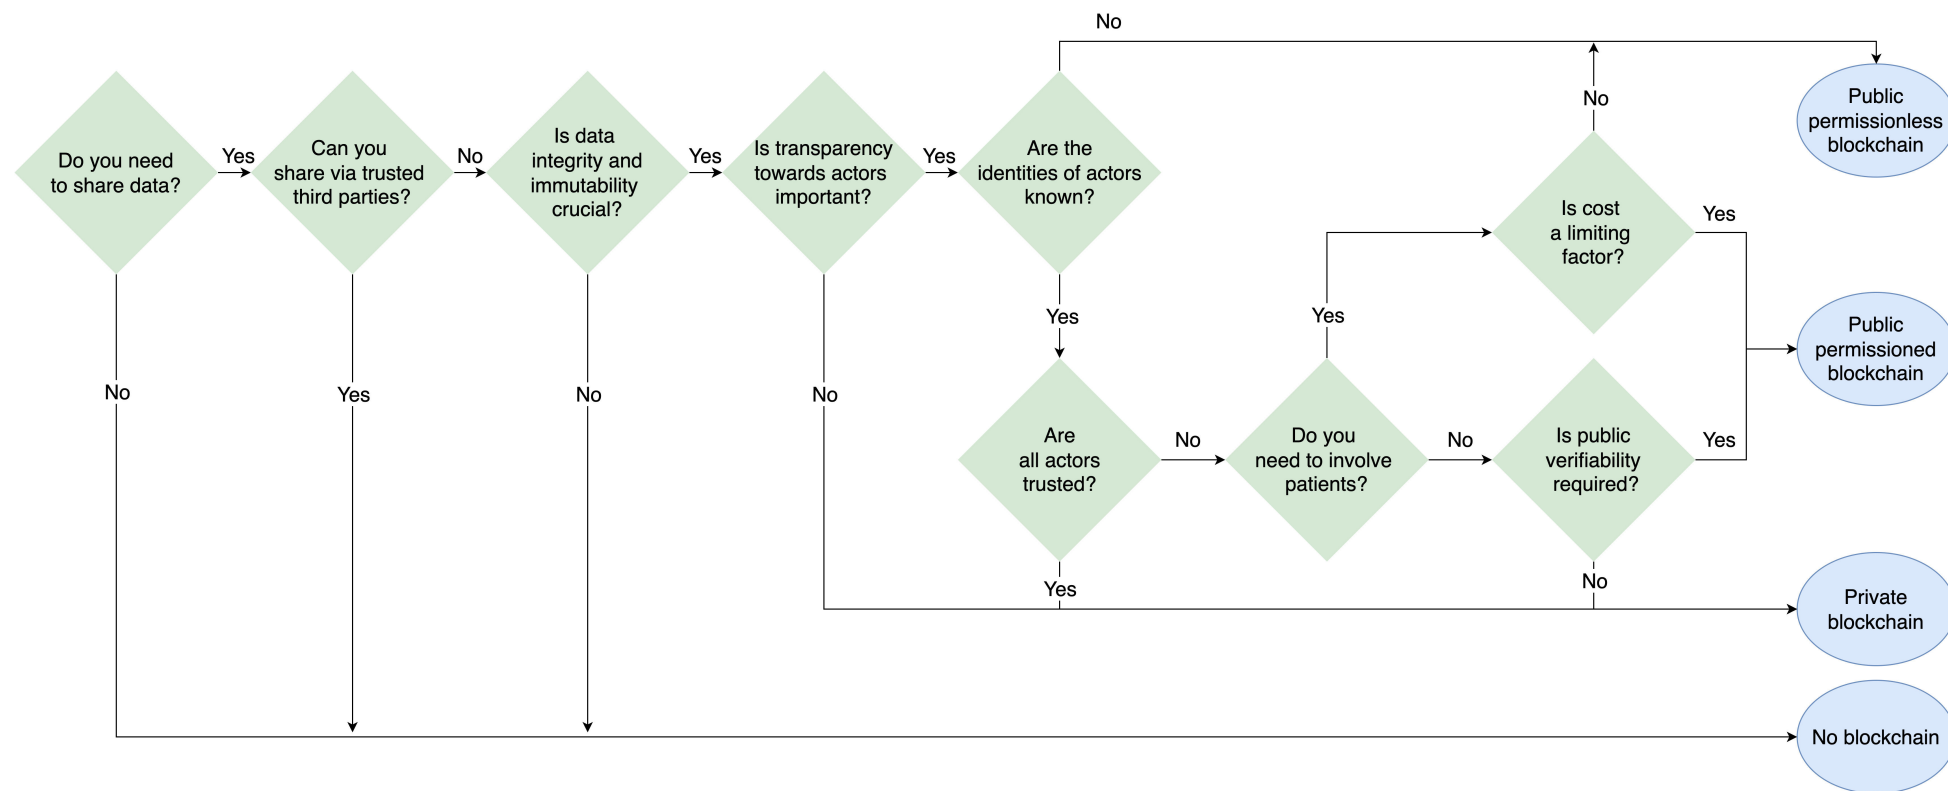 No
Do you need
to share data?
Yes
Can you
share via trusted
third parties?
No
Is data
integrity and
immutability
crucial?
Yes
Is transparency
towards actors
important?
Yes
Are the
identities of actors
known?
No
Public
permissionless
blockchain
Is cost
a limiting
factor?
Yes
Yes
Yes
Public
permissioned
blockchain
No
Yes
No
No
Are
all actors
trusted?
No
Do you
need to involve
patients?
No
Is public
verifiability
required?
Yes
Yes
No
Private
blockchain
No blockchain